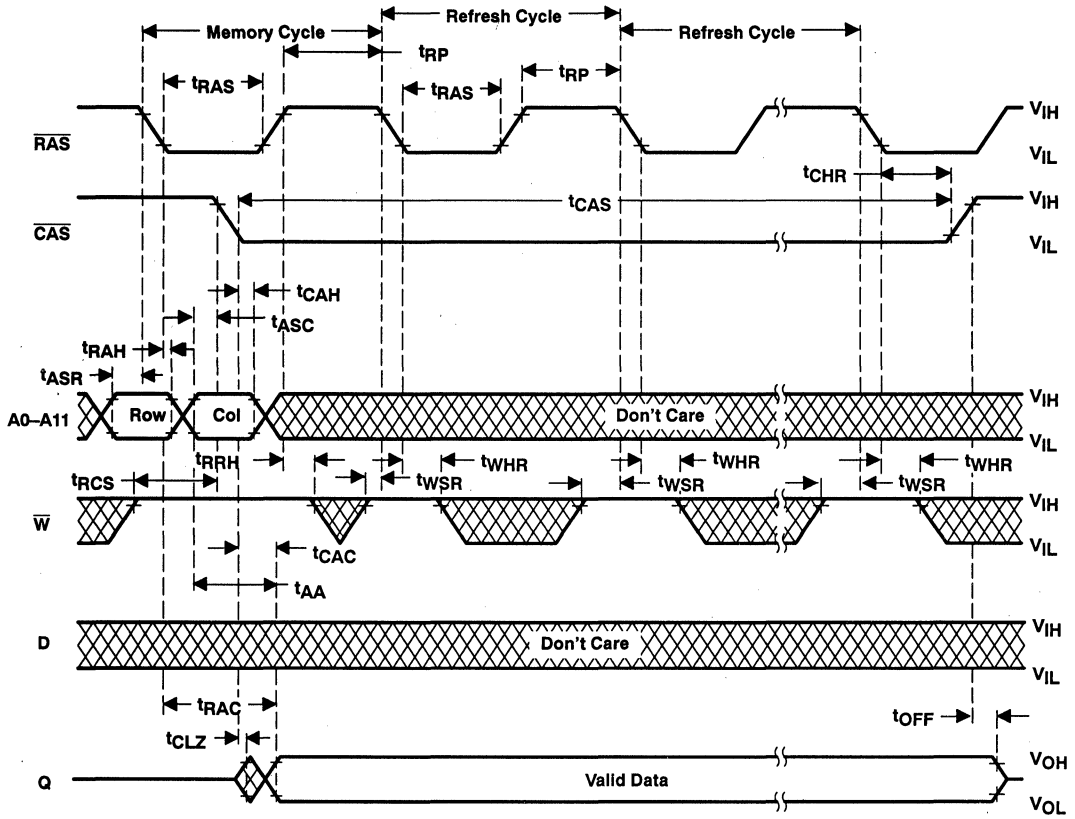 Memory Cycle
Refresh Cycle
Refresh Cycle
tRP
tRAS
tRAS
tRP
RAS
VIH
VIL
tCHR
tCAS
CAS
VIH
VIL
tCAH
tASC
tRAH
tASR
A0–A11
Row
Col
Don't Care
VIH
VIL
tRRH
tWHR
tWHR
tWHR
tRCS
tWSR
tWSR
tWSR
W
VIH
VIL
tCAC
tAA
D
Don't Care
VIH
VIL
tRAC
tOFF
tCLZ
Q
Valid Data
VOH
VOL